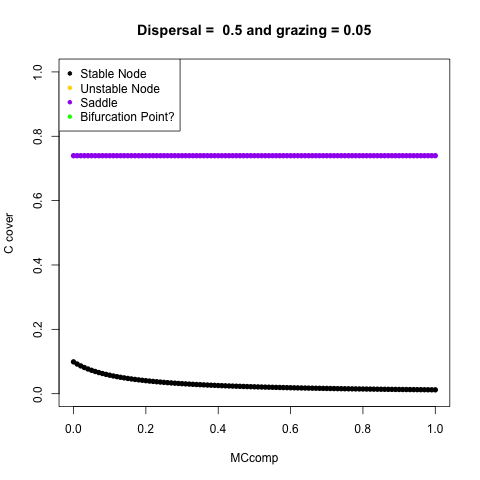 Dispersal =  0.5 and grazing = 0.05
Stable Node
Unstable Node
Saddle
Bifurcation Point?
C cover
1.0
0.8
0.6
0.4
0.2
0.0
0.0 0.2 0.4 0.6 0.8 1.0
MCcomp